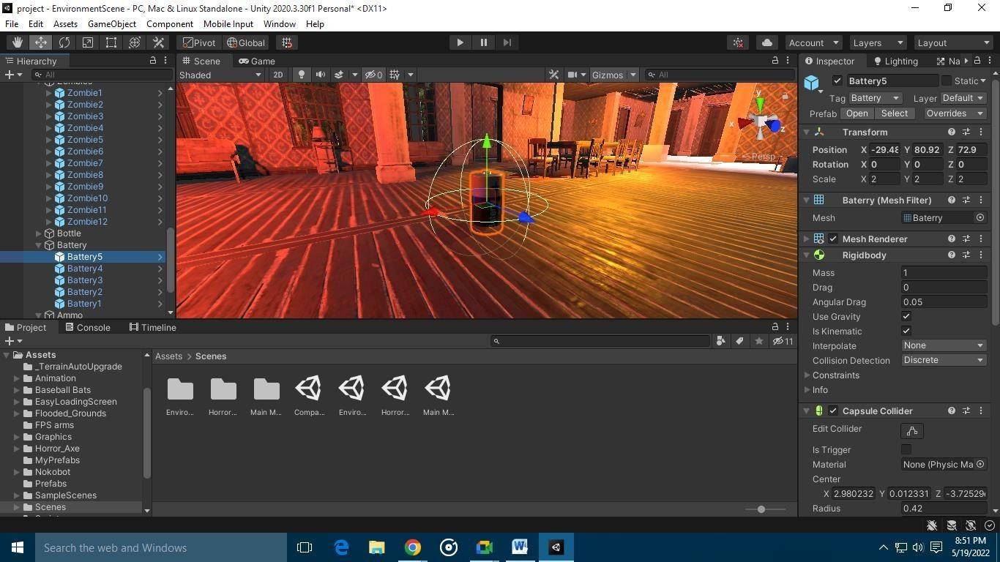 project - EnvironmentScene - PC, Mac & Linux Standalone - Unity 2020.3.30f1 Personal* <DX11>
File Edit Assets GameObject Component Mobile Input Window Help
Pivot Global Account Layers Layout
Hierarchy
All
Zombies
Zombie1
Zombie2
Zombie3
Zombie4
Zombie5
Zombie6
Zombie7
Zombie8
Zombie9
Zombie10
Zombie11
Zombie12
Bottle
Battery
Battery5
Battery4
Battery3
Battery2
Battery1
Ammo
Scene Game
Shaded 2D 0 Gizmos All
y
x z
Persp
Inspector Lighting Na
Battery5 Static
Tag Battery Layer Default
Prefab Open Select Overrides
Transform
Position X -29.48 Y 80.92 Z 72.9
Rotation X 0 Y 0 Z 0
Scale X 2 Y 2 Z 2
Baterry (Mesh Filter)
Mesh Baterry
Mesh Renderer
Rigidbody
Mass 1
Drag 0
Angular Drag 0.05
Use Gravity
Is Kinematic
Interpolate None
Collision Detection Discrete
Constraints
Info
Capsule Collider
Edit Collider
Is Trigger
Material None (Physic Ma
Center
X 2.980232 Y 0.012331 Z -3.72529
Radius 0.42
Project Console Timeline
11
Assets
_TerrainAutoUpgrade
Animation
Baseball Bats
EasyLoadingScreen
Flooded_Grounds
FPS arms
Graphics
Horror_Axe
MyPrefabs
Nokobot
Prefabs
SampleScenes
Scenes
Assets > Scenes
Enviro... Horror... Main M... Compa... Enviro... Horror... Main M...
Search the web and Windows
8:51 PM
5/19/2022